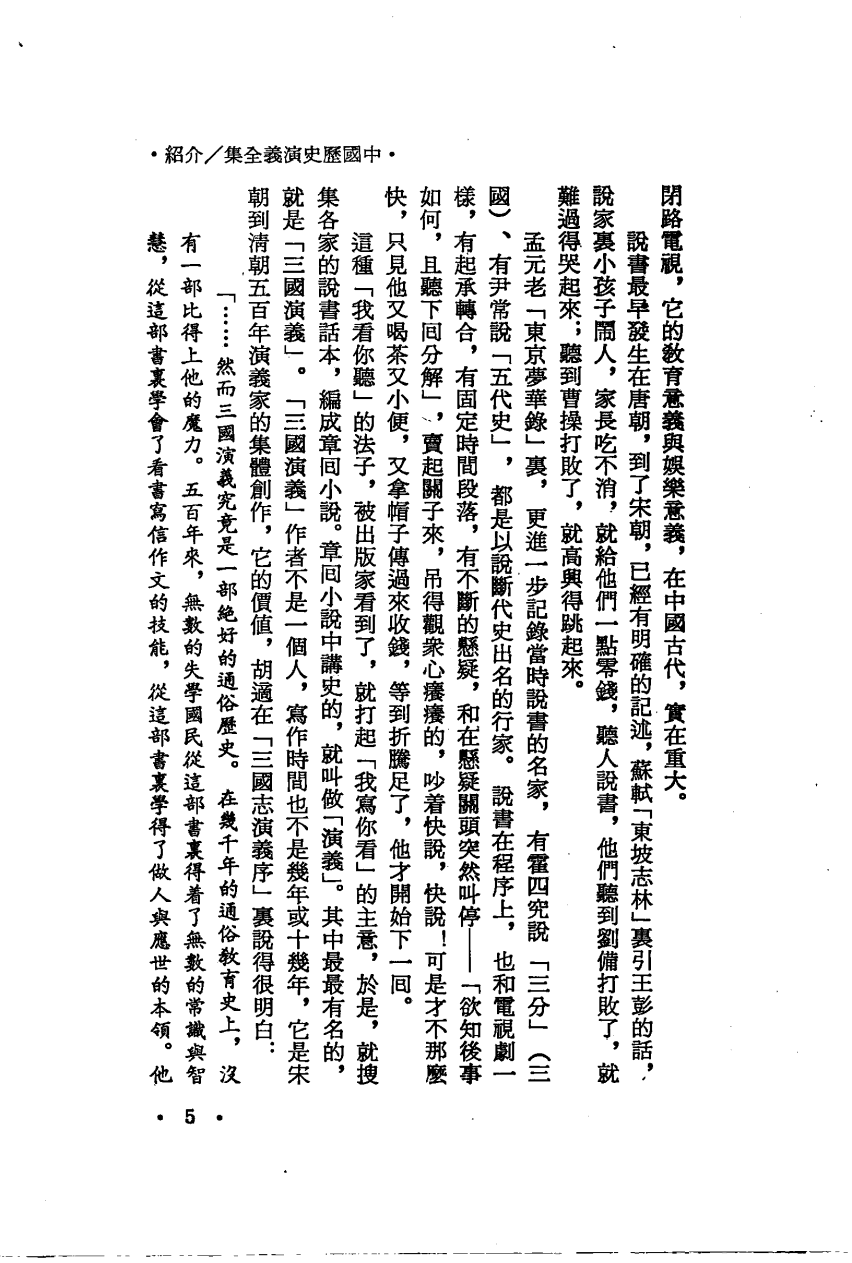 •中國歷史演義全集／介紹•
閉路電視，它的敎育意義與娛樂意義，在中國古代，實在重大。
說書最早發生在唐朝，到了宋朝，已經有明確的記述，蘇軾「東坡志林」裏引王彭的話，
說家裏小孩子鬧人，家長吃不消，就給他們一點零錢，聽人說書，他們聽到劉備打敗了，就
難過得哭起來；聽到曹操打敗了，就高興得跳起來。
孟元老「東京夢華錄」裏，更進一步記錄當時說書的名家，有霍四究說「三分」（三
國）、有尹常說「五代史」，都是以說斷代史出名的行家。說書在程序上，也和電視劇一
樣，有起承轉合，有固定時間段落，有不斷的懸疑，和在懸疑關頭突然叫停——「欲知後事
如何，且聽下回分解」，賣起關子來，吊得觀衆心癢癢的，吵着快說，快說！可是才不那麼
快，只見他又喝茶又小便，又拿帽子傳過來收錢，等到折騰足了，他才開始下一回。
這種「我看你聽」的法子，被出版家看到了，就打起「我寫你看」的主意，於是，就搜
集各家的說書話本，編成章回小說。章回小說中講史的，就叫做「演義」。其中最最有名的，
就是「三國演義」。「三國演義」作者不是一個人，寫作時間也不是幾年或十幾年，它是宋
朝到淸朝五百年演義家的集體創作，它的價值，胡適在「三國志演義序」裏說得很明白：
「……然而三國演義究竟是一部絕好的通俗歷史。在幾千年的通俗敎育史上，沒
有一部比得上他的魔力。五百年來，無數的失學國民從這部書裏得着了無數的常識與智
慧，從這部書裏學會了看書寫信作文的技能，從這部書裏學得了做人與應世的本領。他
•5•